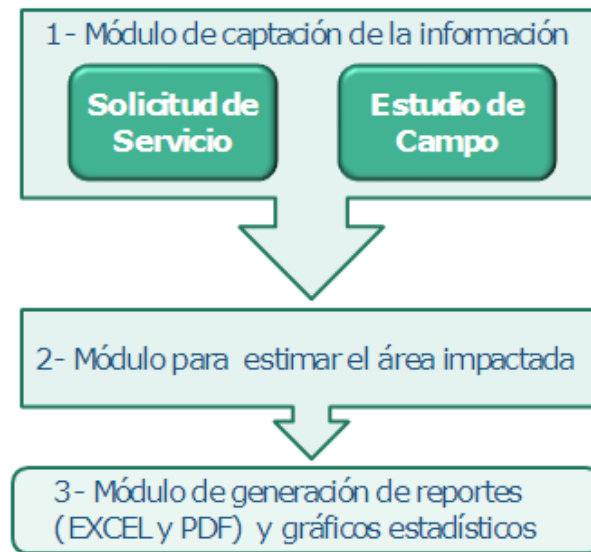 1- Módulo de captación de la información
Solicitud de
Servicio
Estudio de
Campo
2- Módulo para estimar el área impactada
3- Módulo de generación de reportes
(EXCEL y PDF) y gráficos estadísticos